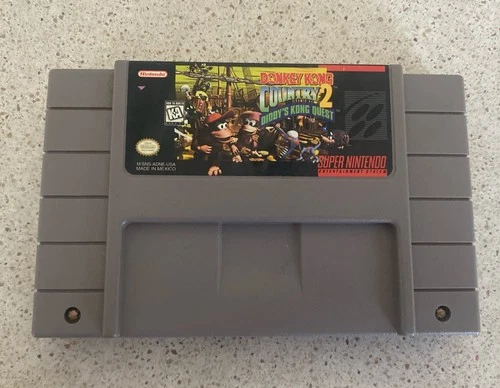 Nintendo
DONKEY KONG
COUNTRY 2
DIDDY'S KONG QUEST
KA
M/SNS-ADNE-USA
MADE IN MEXICO
SUPER NINTENDO
ENTERTAINMENT SYSTEM